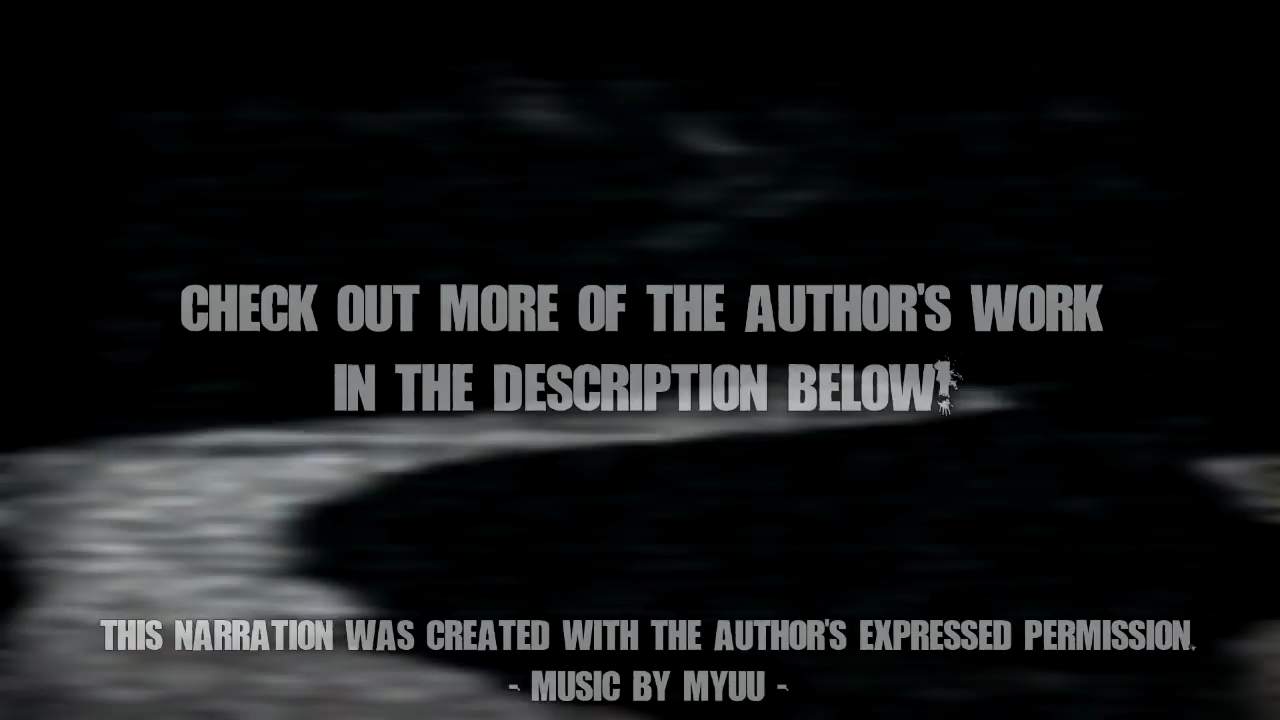 CHECK OUT MORE OF THE AUTHOR'S WORK
IN THE DESCRIPTION BELOW!
THIS NARRATION WAS CREATED WITH THE AUTHOR'S EXPRESSED PERMISSION.
- MUSIC BY MYUU -